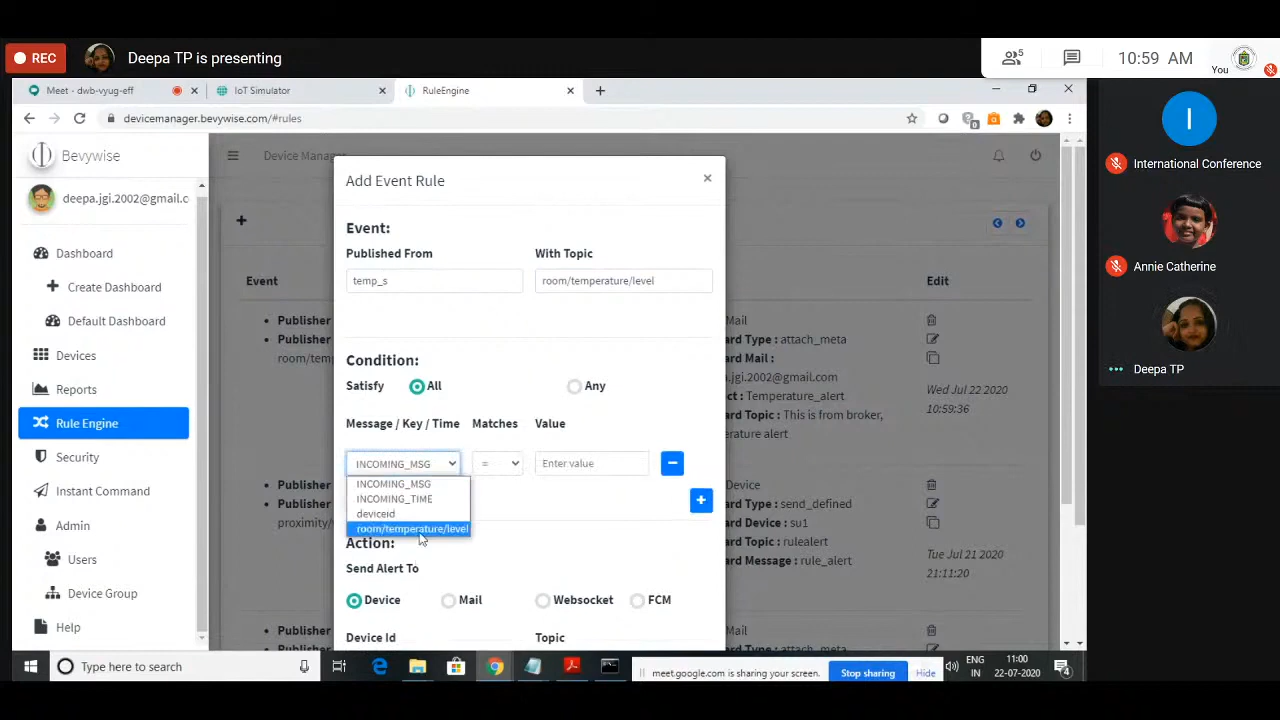 REC
Deepa TP is presenting
5
10:59 AM
You
Meet - dwb-vyug-eff
IoT Simulator
RuleEngine
devicemanager.bevywise.com/#rules
Bevywise
Device Manager
deepa.jgi.2002@gmail.c
Dashboard
Create Dashboard
Default Dashboard
Devices
Reports
Rule Engine
Security
Instant Command
Admin
Users
Device Group
Help
Add Event Rule
Event:
Published From
With Topic
temp_s
room/temperature/level
Condition:
Satisfy
All
Any
Message / Key / Time
Matches
Value
INCOMING_MSG
=
Enter value
INCOMING_MSG
INCOMING_TIME
deviceid
room/temperature/level
Action:
Send Alert To
Device
Mail
Websocket
FCM
Device Id
Topic
Event
Edit
Publisher
Publishe
room/temp
Mail
ard Type : attach_meta
ard Mail :
a.jgi.2002@gmail.com
ct : Temperature_alert
ard Topic : This is from broker,
erature alert
Wed Jul 22 2020
10:59:36
Publisher
Publishe
proximity/
Device
ard Type : send_defined
ard Device : su1
ard Topic : rulealert
ard Message : rule_alert
Tue Jul 21 2020
21:11:20
Publisher
Publishe
Mail
ard Type : attach_meta
I
International Conference
Annie Catherine
Deepa TP
Type here to search
meet.google.com is sharing your screen.
Stop sharing
Hide
ENG
IN
11:00
22-07-2020
4